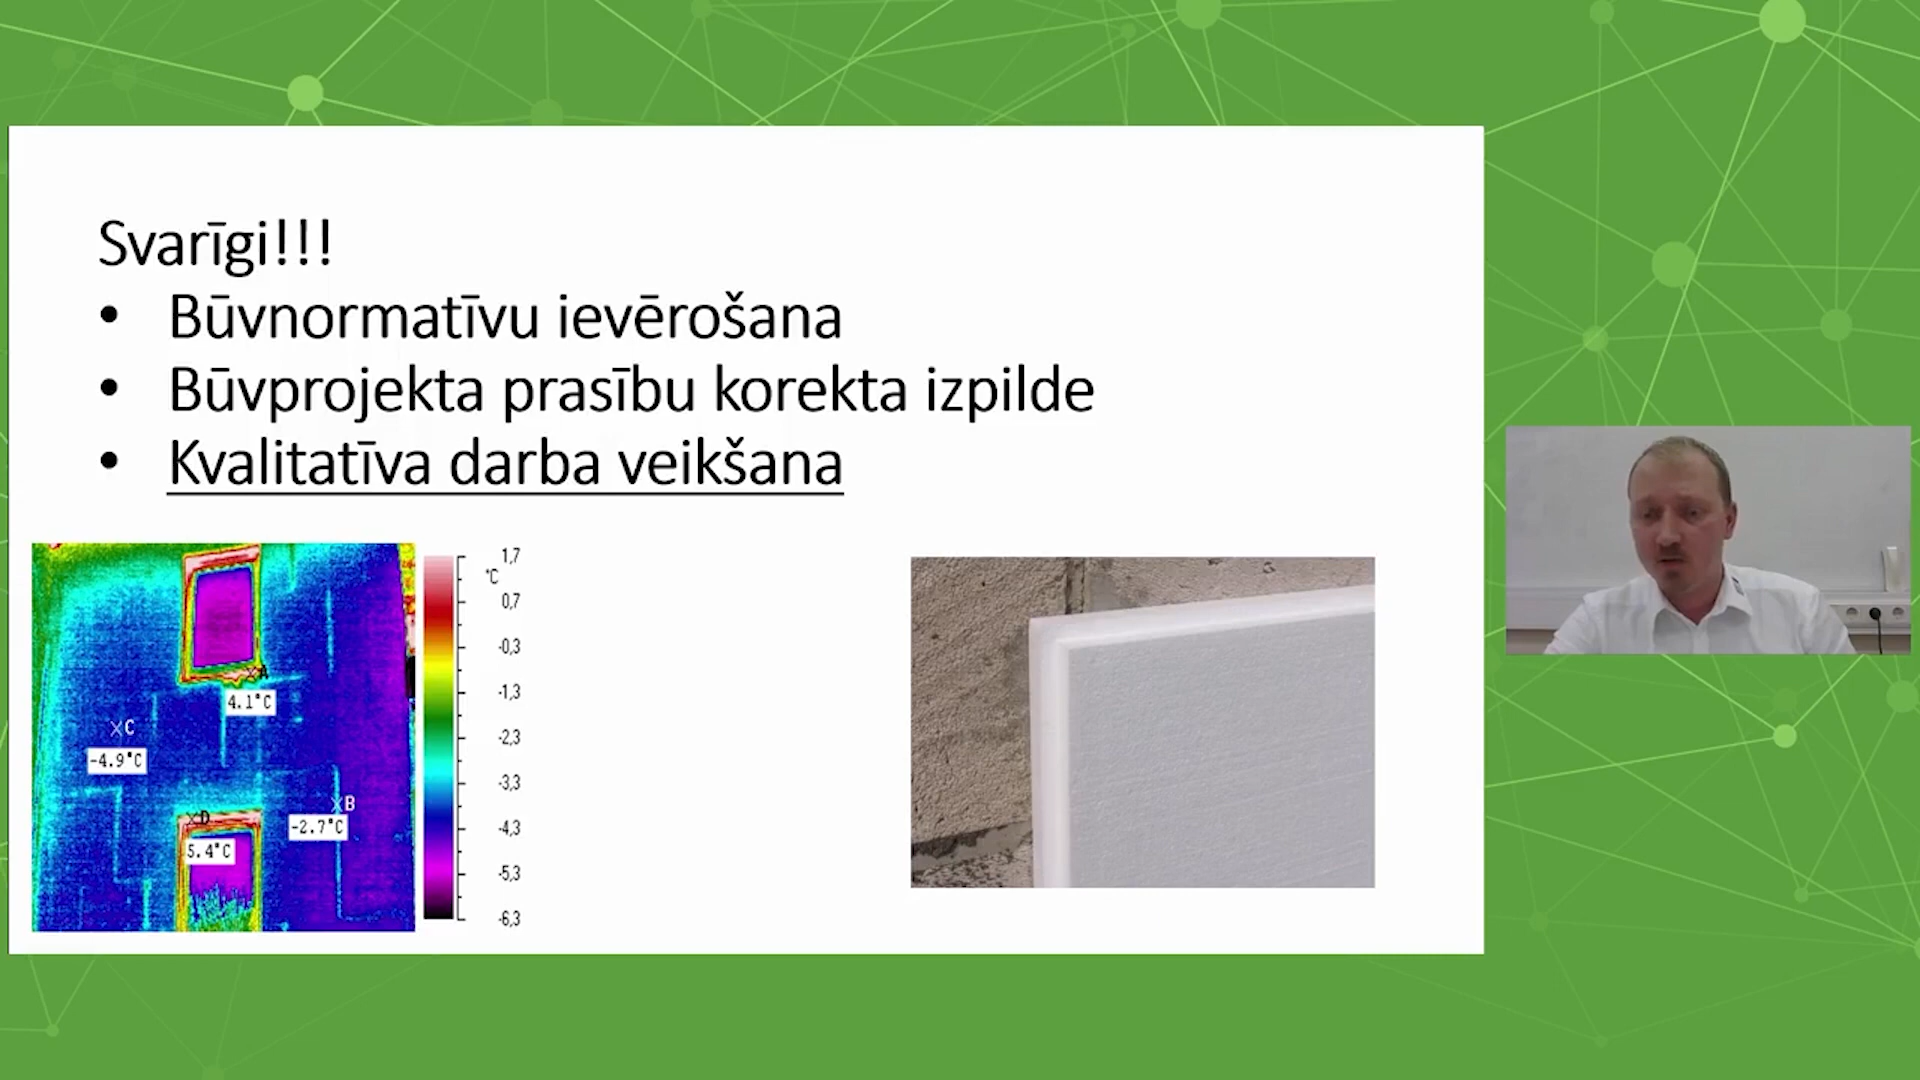 Svarīgi!!!
• Būvnormatīvu ievērošana
• Būvprojekta prasību korekta izpilde
• Kvalitatīva darba veikšana
A
4.1°C
C
-4.9°C
B
-2.7°C
D
5.4°C
°C
1,7
0,7
-0,3
-1,3
-2,3
-3,3
-4,3
-5,3
-6,3